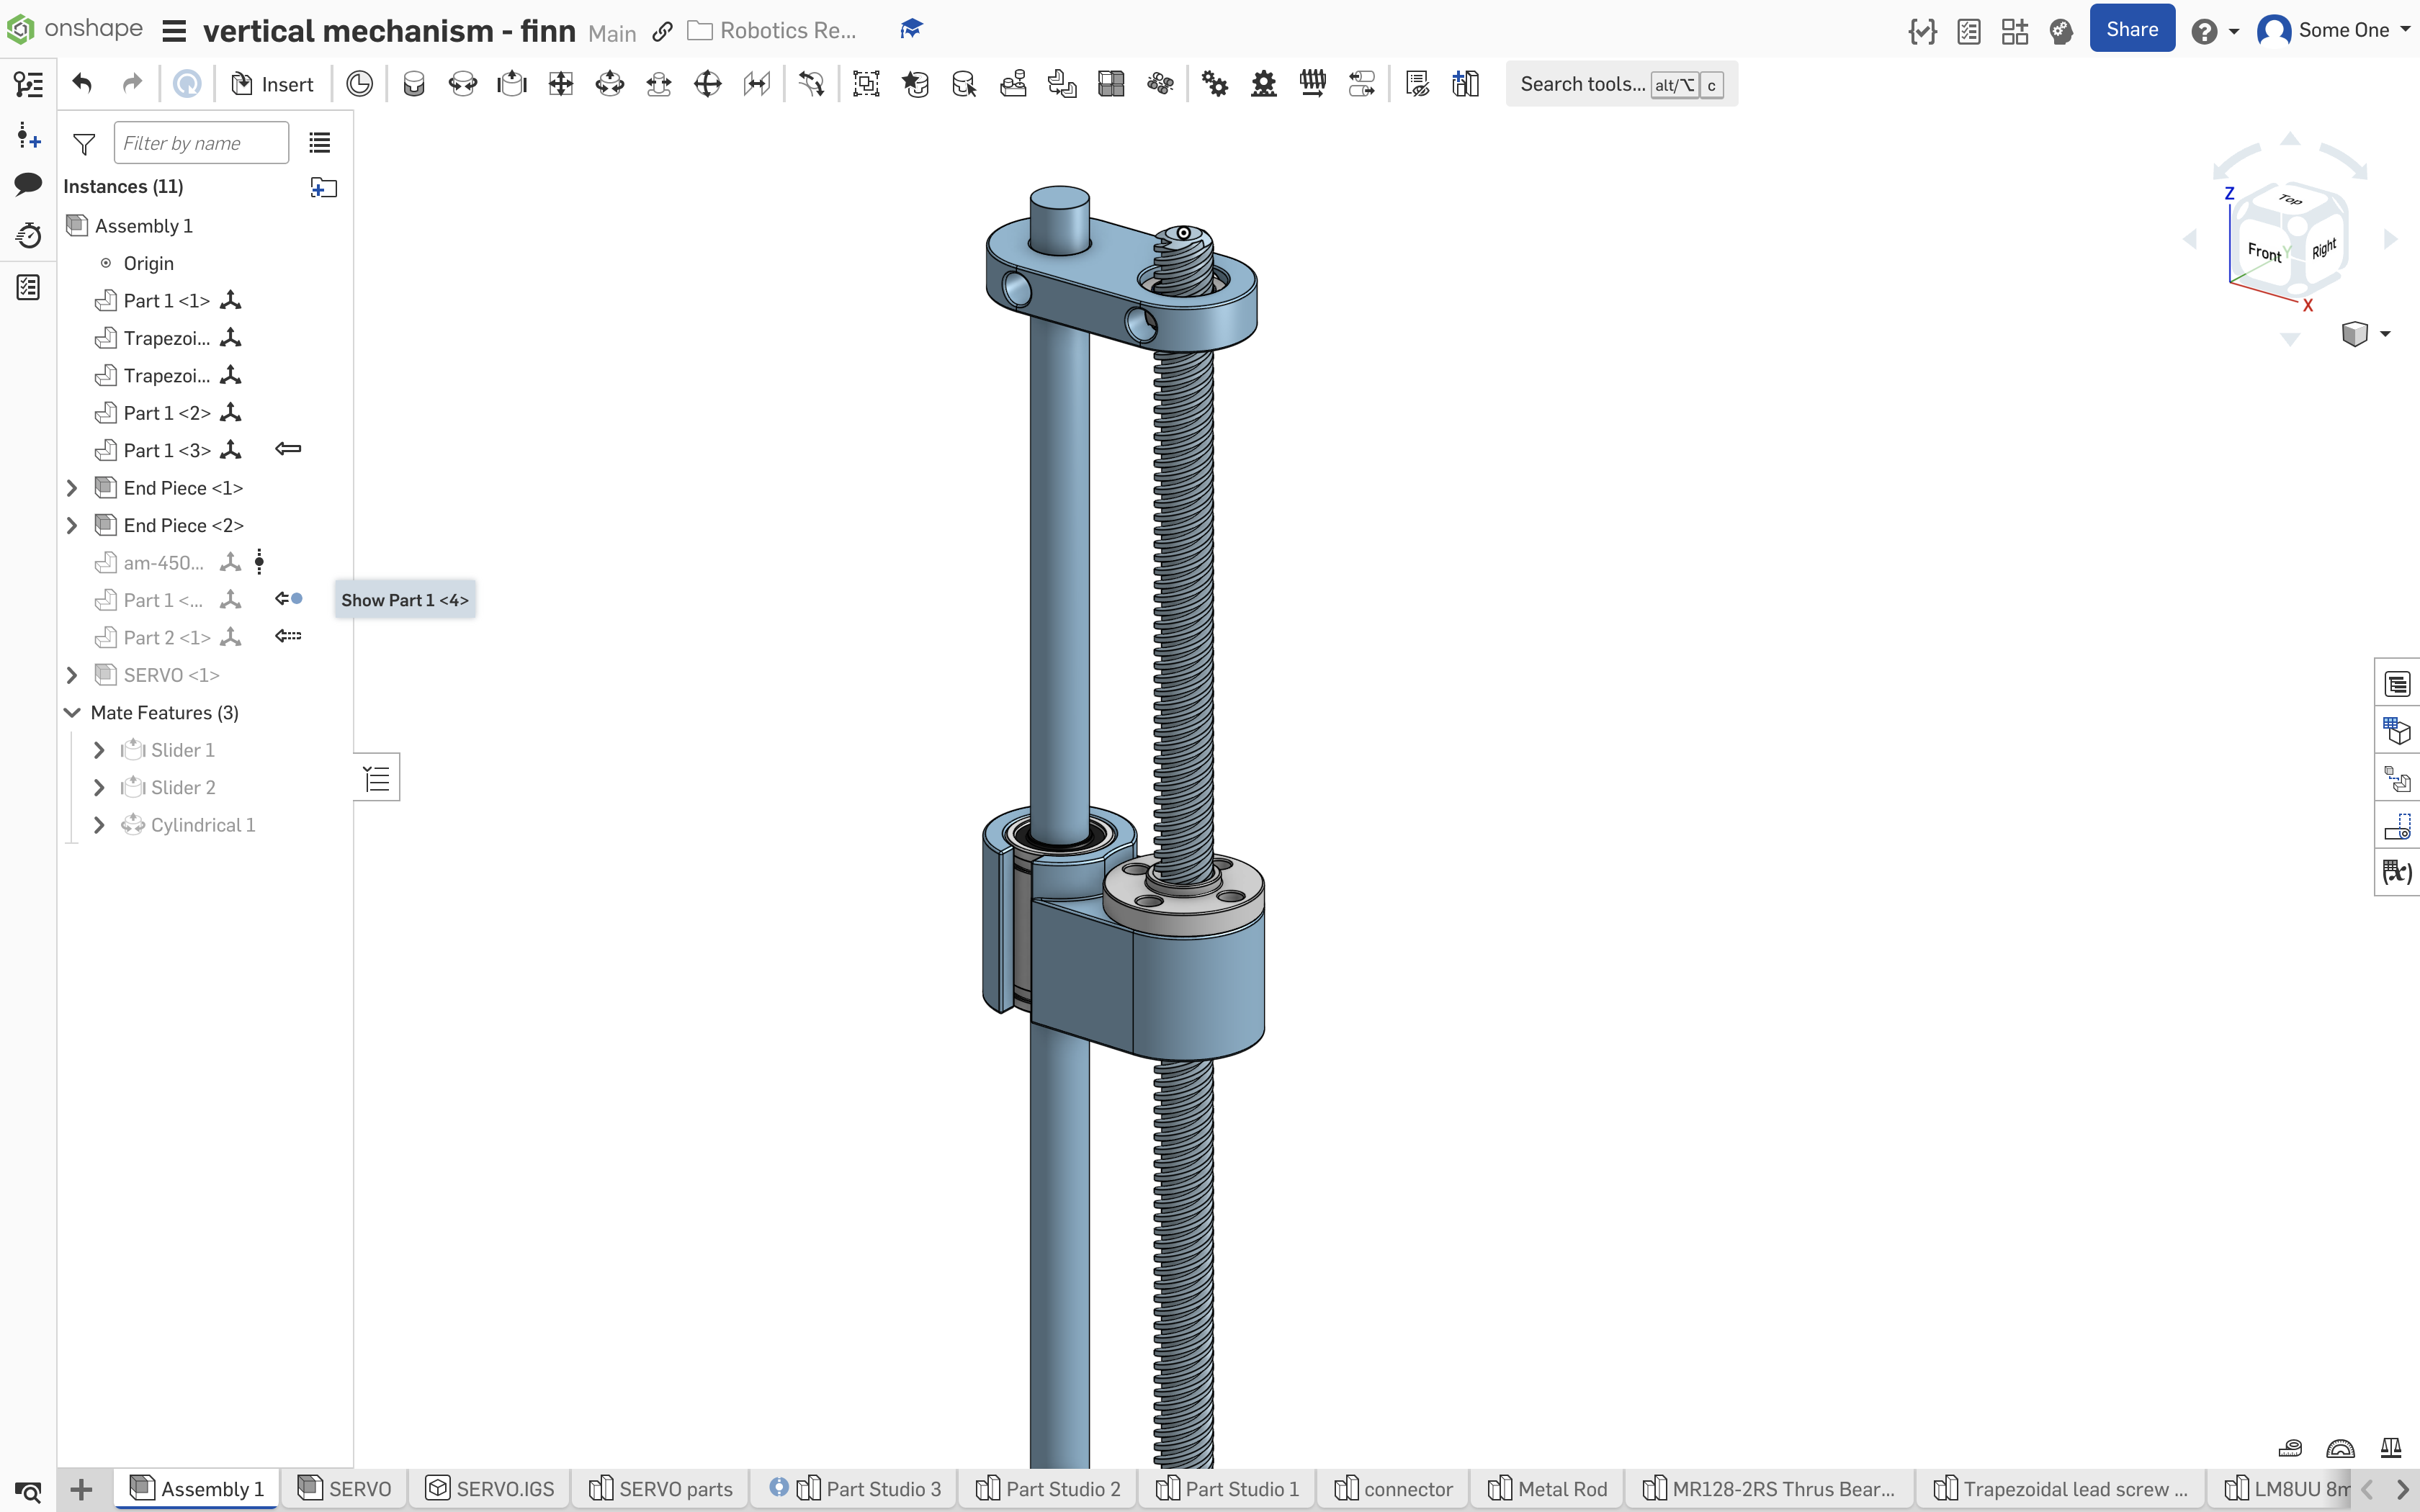 onshape vertical mechanism - finn Main Robotics Re... Share Some One
Insert Search tools... alt/⌥ c
Filter by name
Instances (11)
Assembly 1
Origin
Part 1 <1>
Trapezoi...
Trapezoi...
Part 1 <2>
Part 1 <3>
End Piece <1>
End Piece <2>
am-450...
Part 1 <... Show Part 1 <4>
Part 2 <1>
SERVO <1>
Mate Features (3)
Slider 1
Slider 2
Cylindrical 1
Z
Top
Front Y Right
X
(x)
Assembly 1 SERVO SERVO.IGS SERVO parts Part Studio 3 Part Studio 2 Part Studio 1 connector Metal Rod MR128-2RS Thrus Bear... Trapezoidal lead screw ... LM8UU 8m